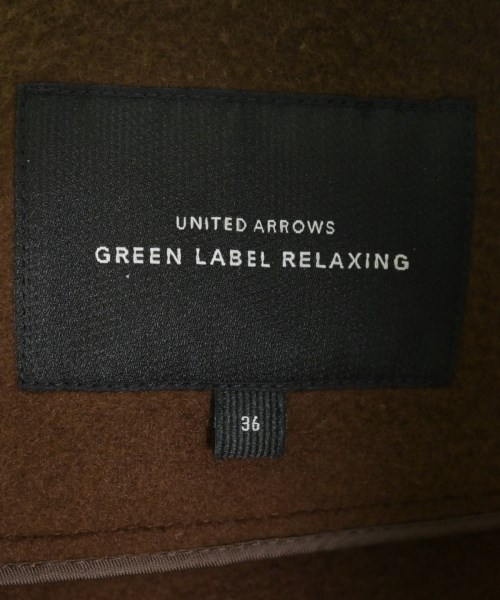 UNITED ARROWS
GREEN LABEL RELAXING
36